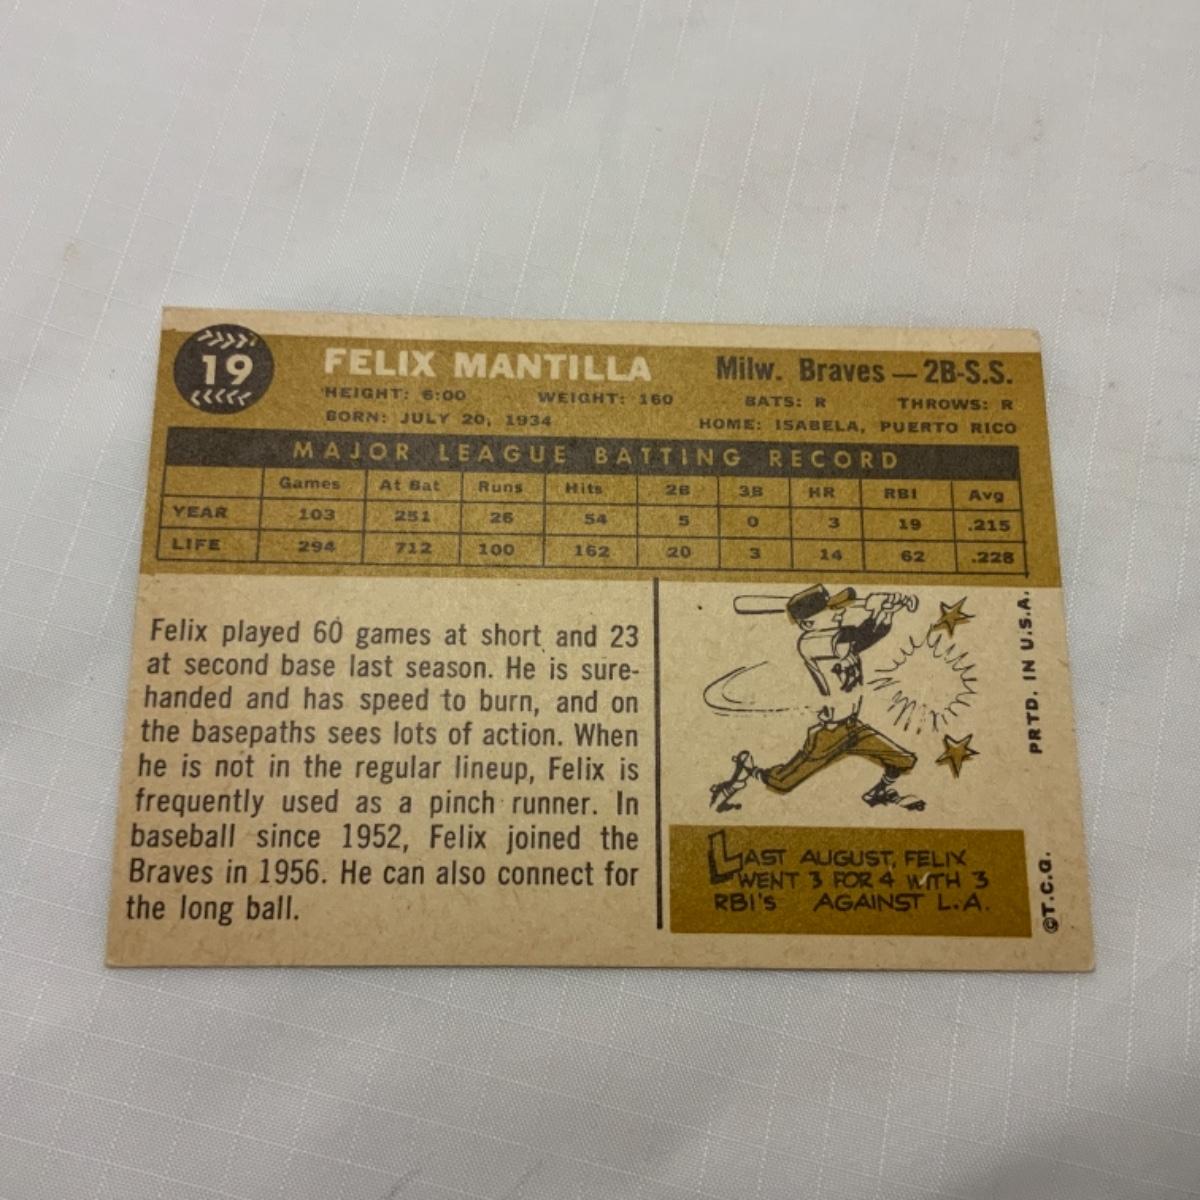 19
FELIX MANTILLA Milw. Braves — 2B-S.S.
HEIGHT: 6:00 WEIGHT: 160 BATS: R THROWS: R
BORN: JULY 20, 1934 HOME: ISABELA, PUERTO RICO
MAJOR LEAGUE BATTING RECORD
Games At Bat Runs Hits 2B 3B HR RBI Avg
YEAR 103 251 26 54 5 0 3 19 .215
LIFE 294 712 100 162 20 3 14 62 .228
Felix played 60 games at short and 23
at second base last season. He is sure-
handed and has speed to burn, and on
the basepaths sees lots of action. When
he is not in the regular lineup, Felix is
frequently used as a pinch runner. In
baseball since 1952, Felix joined the
Braves in 1956. He can also connect for
the long ball.
LAST AUGUST, FELIX
WENT 3 FOR 4 WITH 3
RBI'S AGAINST L.A.
©T.C.G. PRTD. IN U.S.A.